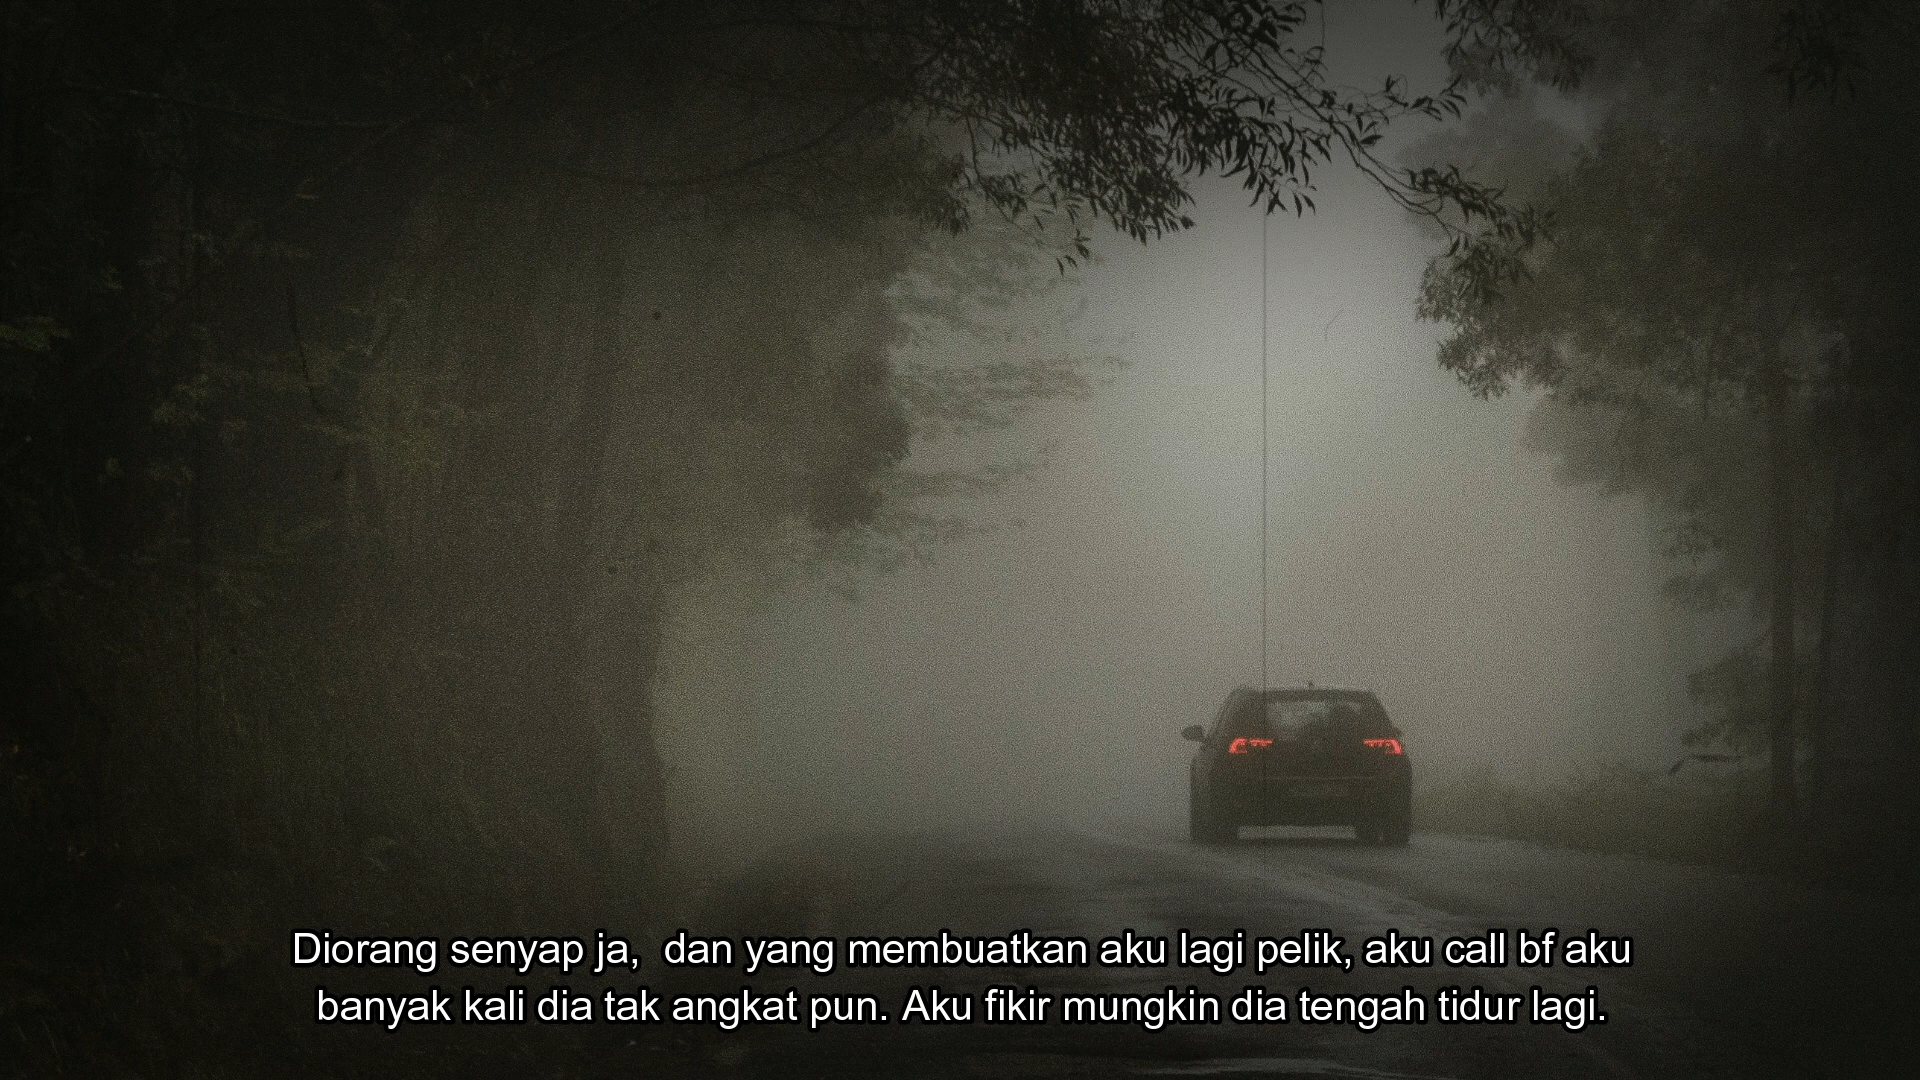 Diorang senyap ja,  dan yang membuatkan aku lagi pelik, aku call bf aku
banyak kali dia tak angkat pun. Aku fikir mungkin dia tengah tidur lagi.